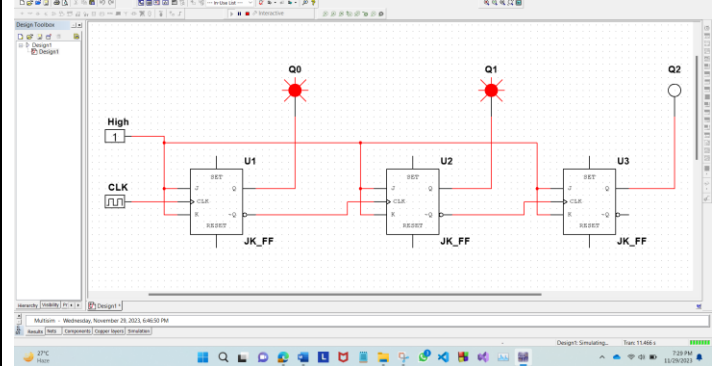 In Use List
Interactive
Design Toolbox
Design1
Design1
Q0
Q1
Q2
High
1
U1
U2
U3
SET
SET
SET
J
Q
J
Q
J
Q
CLK
CLK
CLK
CLK
K
~Q
K
~Q
K
~Q
RESET
RESET
RESET
JK_FF
JK_FF
JK_FF
Hierarchy
Visibility
Design1 *
Multisim - Wednesday, November 29, 2023, 6:46:50 PM
Results
Nets
Components
Copper layers
Simulation
Design1: Simulating...
Tran: 11.466 s
27°C
Haze
7:29 PM
11/29/2023